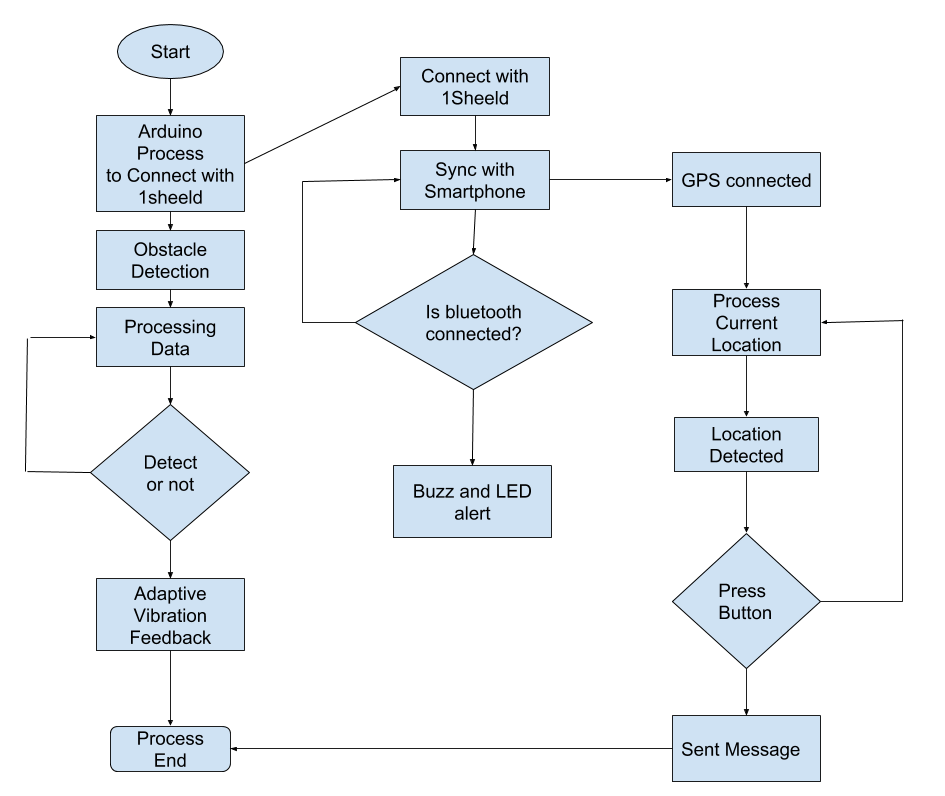 Start
Arduino
Process
to Connect with
1sheeld
Obstacle
Detection
Processing
Data
Detect
or not
Adaptive
Vibration
Feedback
Process
End
Connect with
1Sheeld
Sync with
Smartphone
Is bluetooth
connected?
Buzz and LED
alert
GPS connected
Process
Current
Location
Location
Detected
Press
Button
Sent Message